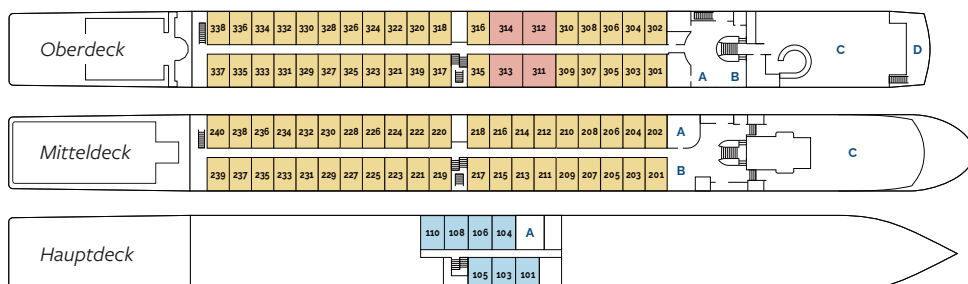 338 336 334 332 330 328 326 324 322 320 318 316 314 312 310 308 306 304 302
Oberdeck C D
337 335 333 331 329 327 325 323 321 319 317 315 313 311 309 307 305 303 301 A B
240 238 236 234 232 230 228 226 224 222 220 218 216 214 212 210 208 206 204 202 A
Mitteldeck C
239 237 235 233 231 229 227 225 223 221 219 217 215 213 211 209 207 205 203 201 B
110 108 106 104 A
Hauptdeck
105 103 101